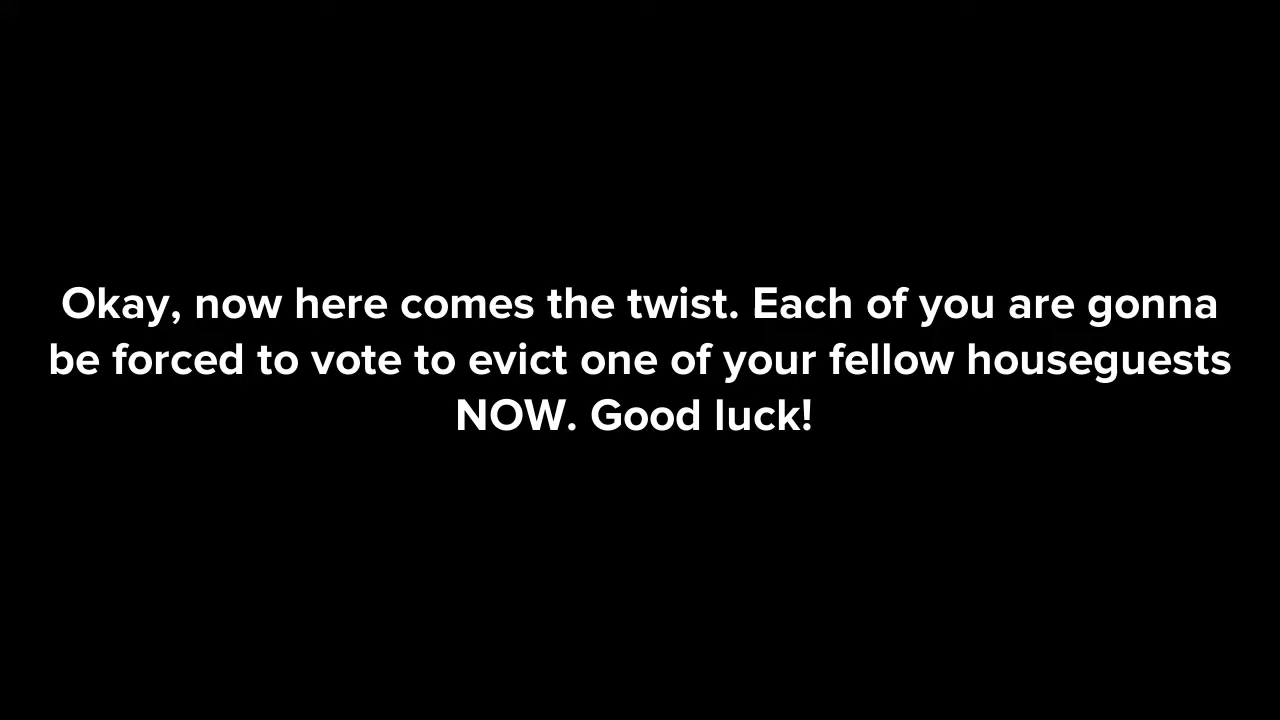 Okay, now here comes the twist. Each of you are gonna
be forced to vote to evict one of your fellow houseguests
NOW. Good luck!